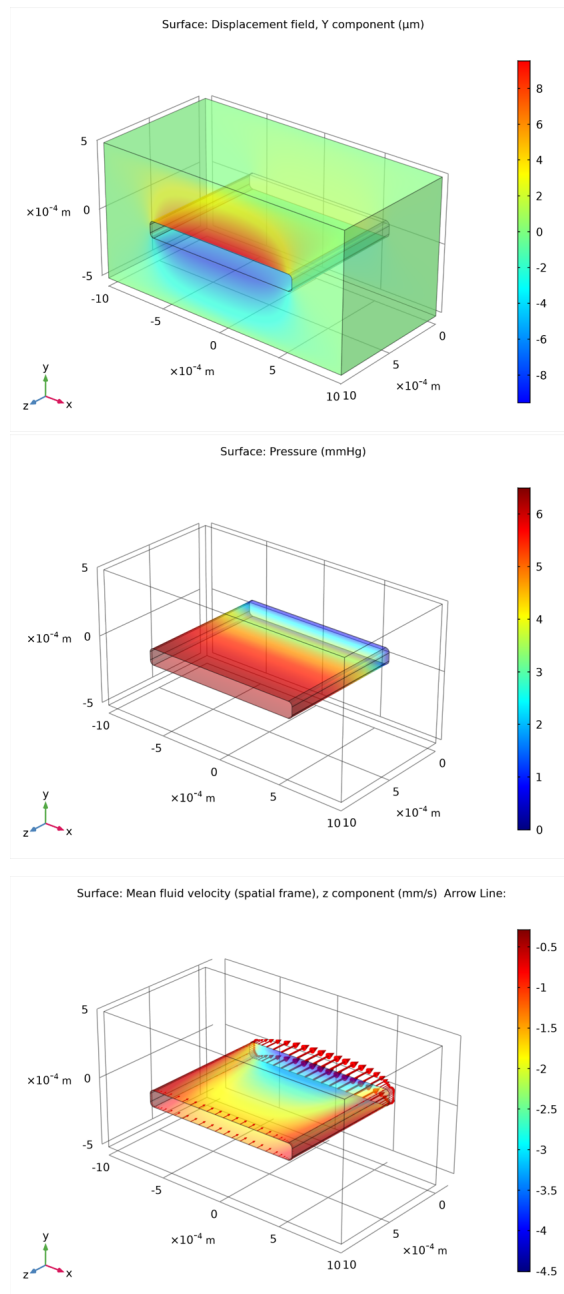 Surface: Displacement field, Y component (μm)
8
6
4
2
0
-2
-4
-6
-8
5
0
-5
×10⁻⁴ m
-10
-5
0
5
10
×10⁻⁴ m
0
5
10
×10⁻⁴ m
y
z
x
Surface: Pressure (mmHg)
6
5
4
3
2
1
0
5
0
-5
×10⁻⁴ m
-10
-5
0
5
10
×10⁻⁴ m
0
5
10
×10⁻⁴ m
y
z
x
Surface: Mean fluid velocity (spatial frame), z component (mm/s) Arrow Line:
-0.5
-1
-1.5
-2
-2.5
-3
-3.5
-4
-4.5
5
0
-5
×10⁻⁴ m
-10
-5
0
5
10
×10⁻⁴ m
0
5
10
×10⁻⁴ m
y
z
x